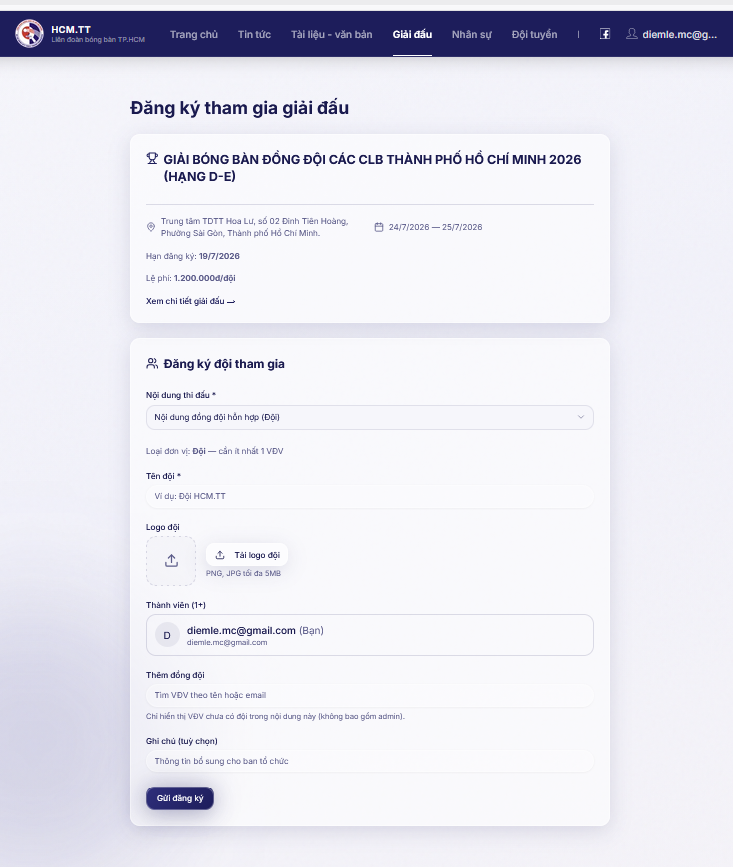 HCM.TT
Liên đoàn bóng bàn TP.HCM
Trang chủ
Tin tức
Tài liệu - văn bản
Giải đấu
Nhân sự
Đội tuyển
diemle.mc@g...
Đăng ký tham gia giải đấu
GIẢI BÓNG BÀN ĐỒNG ĐỘI CÁC CLB THÀNH PHỐ HỒ CHÍ MINH 2026
(HẠNG D-E)
Trung tâm TDTT Hoa Lư, số 02 Đinh Tiên Hoàng,
Phường Sài Gòn, Thành phố Hồ Chí Minh.
24/7/2026 — 25/7/2026
Hạn đăng ký: 19/7/2026
Lệ phí: 1.200.000đ/đội
Xem chi tiết giải đấu
Đăng ký đội tham gia
Nội dung thi đấu *
Nội dung đồng đội hỗn hợp (Đội)
Loại đơn vị: Đội — cần ít nhất 1 VĐV
Tên đội *
Ví dụ: Đội HCM.TT
Logo đội
Tải logo đội
PNG, JPG tối đa 5MB
Thành viên (1+)
D
diemle.mc@gmail.com (Bạn)
diemle.mc@gmail.com
Thêm đồng đội
Tìm VĐV theo tên hoặc email
Chỉ hiển thị VĐV chưa có đội trong nội dung này (không bao gồm admin).
Ghi chú (tuỳ chọn)
Thông tin bổ sung cho ban tổ chức
Gửi đăng ký